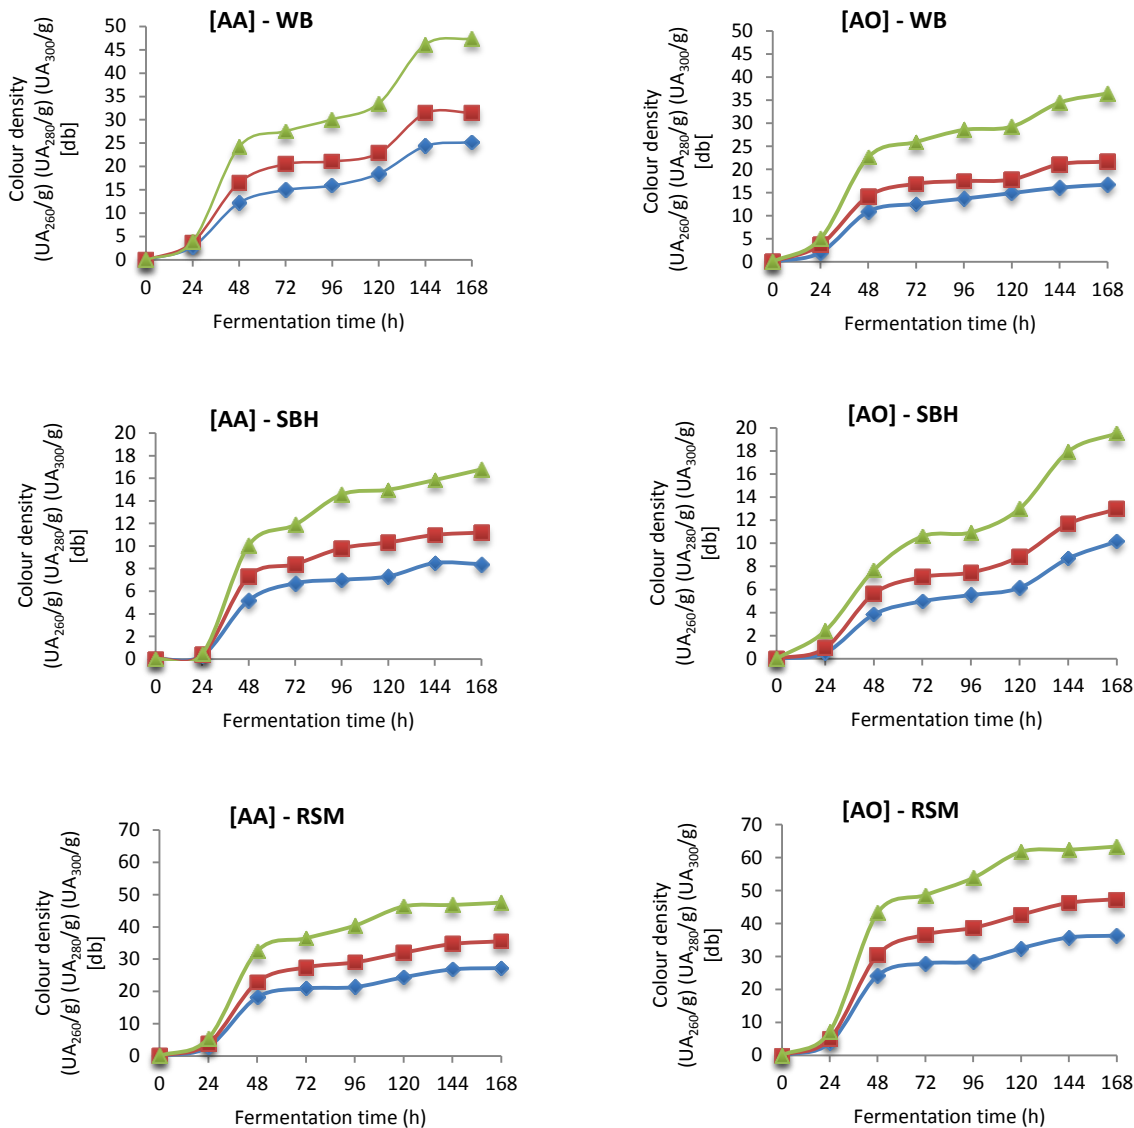 [AA] - WB
Colour density
(UA260/g) (UA280/g) (UA300/g)
[db]
50
45
40
35
30
25
20
15
10
5
0
0 24 48 72 96 120 144 168
Fermentation time (h)
[AO] - WB
Colour density
(UA260/g) (UA280/g) (UA300/g)
[db[
50
45
40
35
30
25
20
15
10
5
0
0 24 48 72 96 120 144 168
Fermentation time (h)
[AA] - SBH
Colour density
(UA260/g) (UA280/g) (UA300/g)
[db]
20
18
16
14
12
10
8
6
4
2
0
0 24 48 72 96 120 144 168
Fermentation time (h)
[AO] - SBH
Colour density
(UA260/g) (UA280/g) (UA300/g)
[db]
20
18
16
14
12
10
8
6
4
2
0
0 24 48 72 96 120 144 168
Fermentation time (h)
[AA] - RSM
Colour density
(UA260/g) (UA280/g) (UA300/g)
[db]
70
60
50
40
30
20
10
0
0 24 48 72 96 120 144 168
Fermentation time (h)
[AO] - RSM
Colour density
(UA260/g) (UA280/g) (UA300/g)
[db]
70
60
50
40
30
20
10
0
0 24 48 72 96 120 144 168
Fermentation time (h)